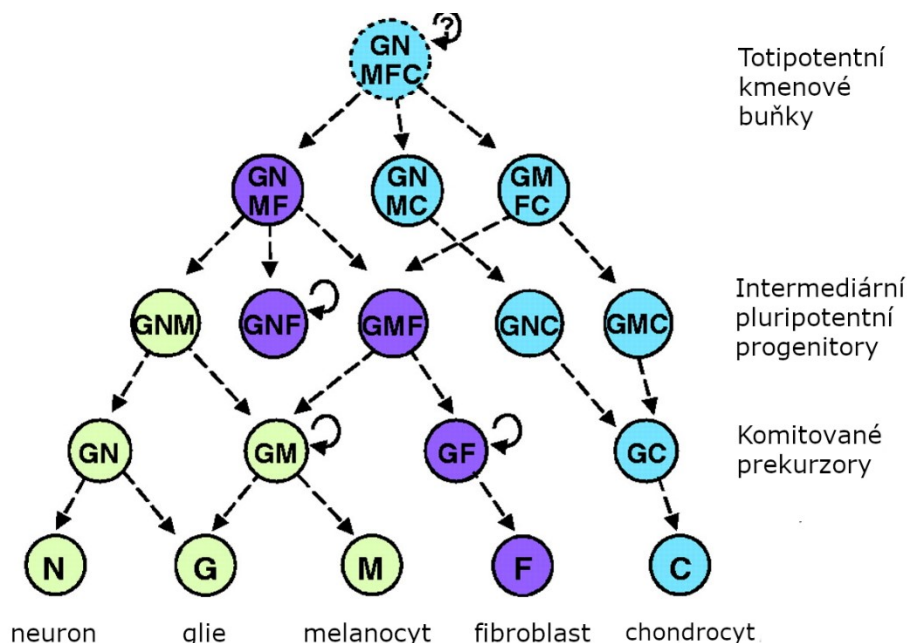 ?
GN
MFC
Totipotentní
kmenové
buňky
GN
MF
GN
MC
GM
FC
GNM
GNF
GMF
GNC
GMC
Intermediární
pluripotentní
progenitory
GN
GM
GF
GC
Komitované
prekurzory
N
G
M
F
C
neuron
glie
melanocyt
fibroblast
chondrocyt